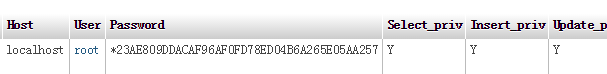 Host User Password Select_priv Insert_priv Update_p
localhost root *23AE809DDACAF96AF0FD78ED04B6A265E05AA257 Y Y Y